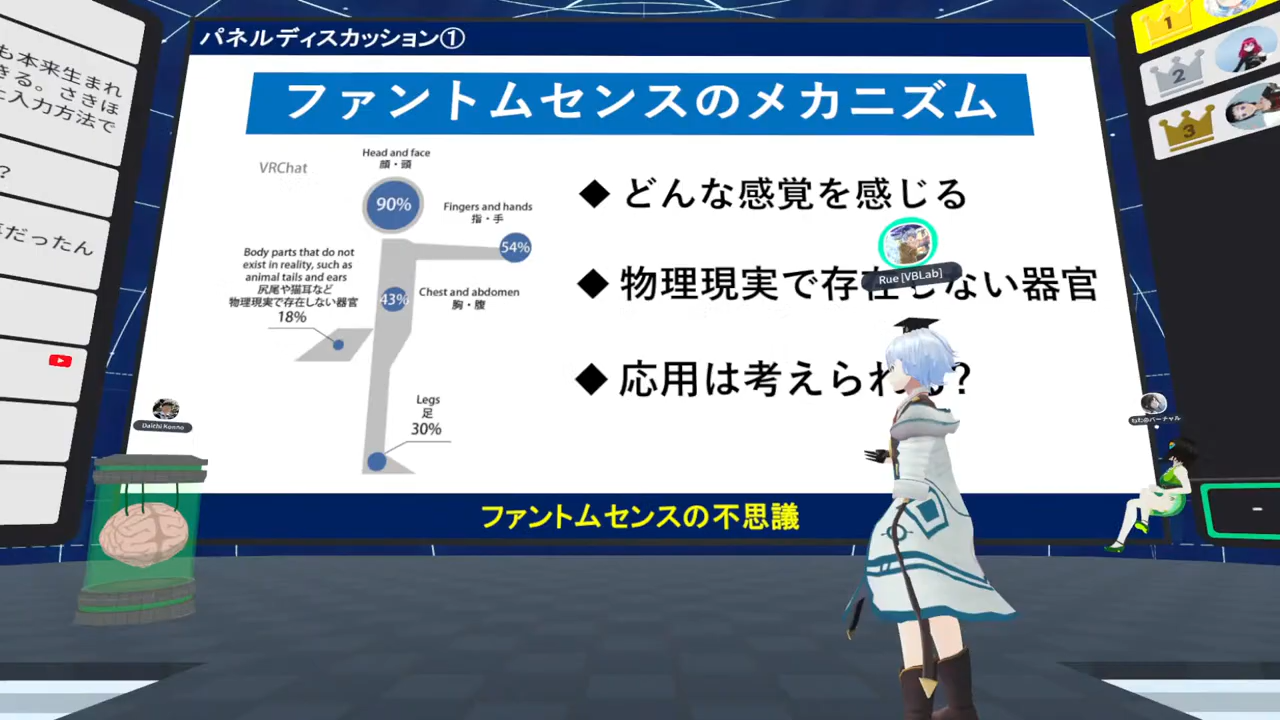 パネルディスカッション①
ファントムセンスのメカニズム
VRChat
Head and face
顔・頭
90%
Fingers and hands
指・手
54%
Body parts that do not
exist in reality, such as
animal tails and ears
尻尾や猫耳など
物理現実で存在しない器官
18%
43%
Chest and abdomen
胸・腹
Legs
足
30%
◆ どんな感覚を感じる
◆ 物理現実で存在しない器官
◆ 応用は考えられる?
Rue [VBLab]
ファントムセンスの不思議
も本来生まれ
きる。さきほ
た入力方法で
?
だったん
Daichi Konno
1
2
3
-